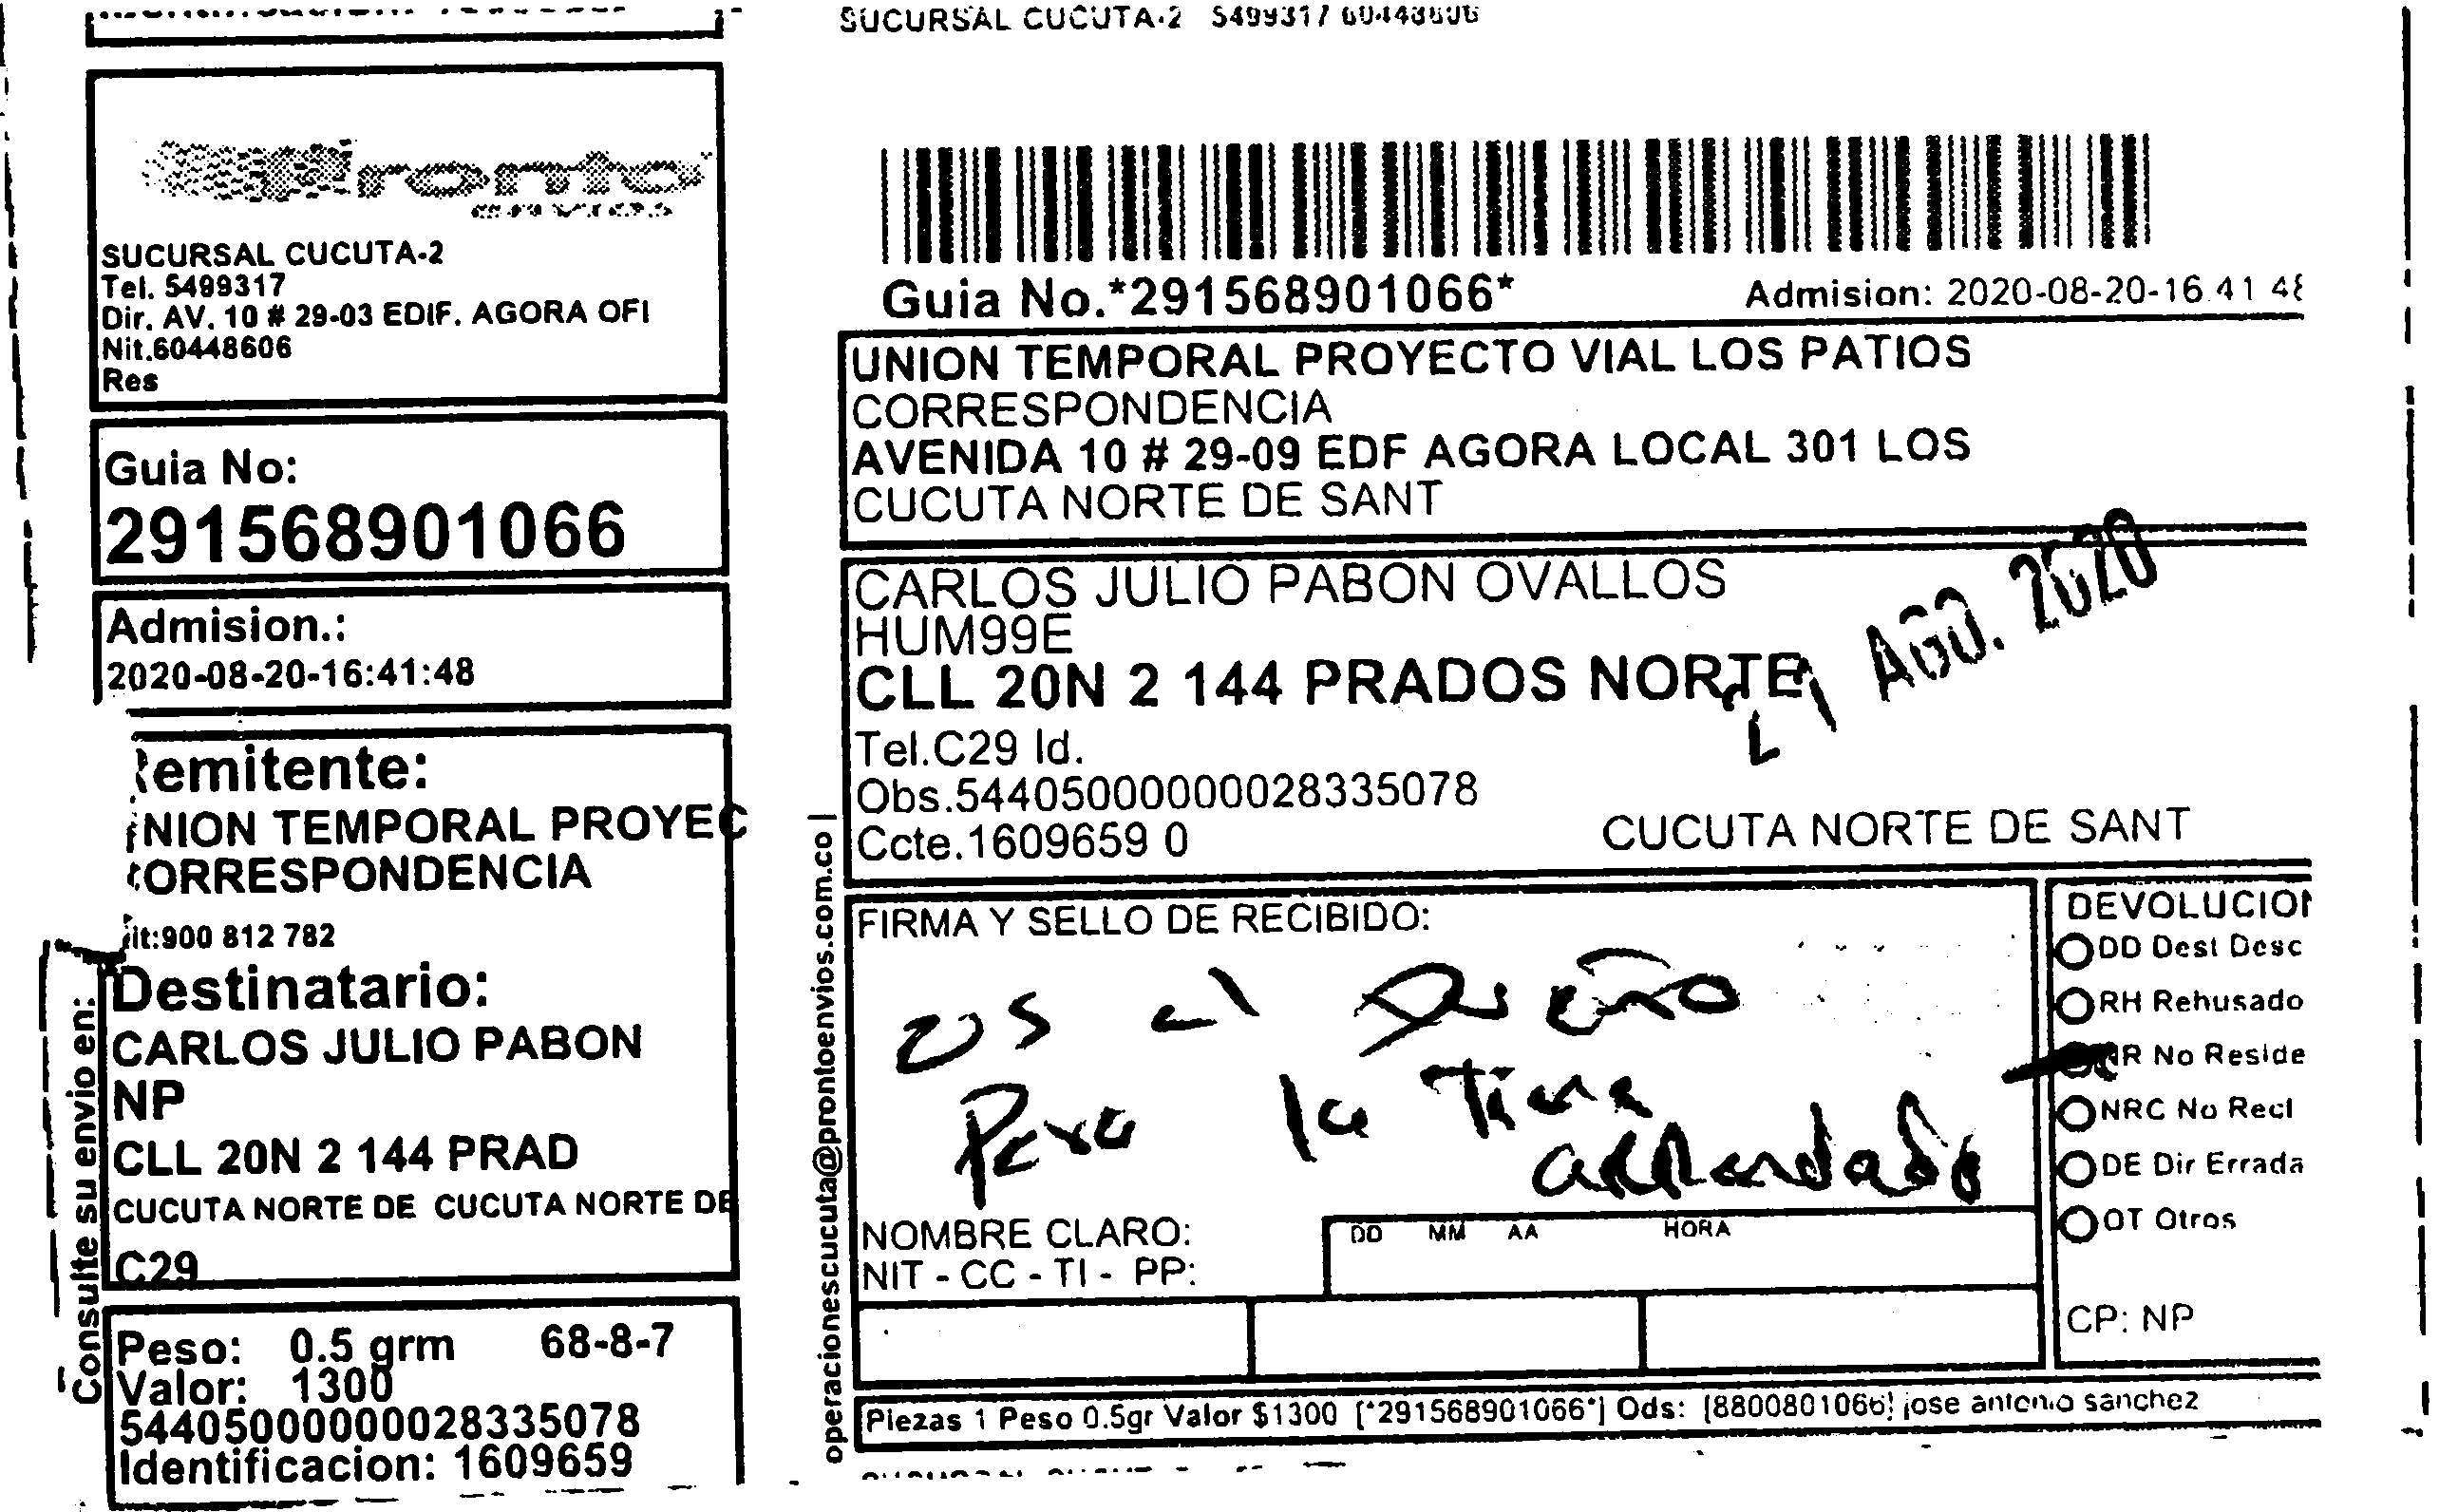 Pronto
envios
SUCURSAL CUCUTA-2
Tel. 5499317
Dir. AV. 10 # 29-03 EDIF. AGORA OFI
Nit.60448606
Res
Guia No:
291568901066
Admision.:
2020-08-20-16:41:48
Remitente:
NION TEMPORAL PROYEC
CORRESPONDENCIA
Nit:900 812 782
Destinatario:
CARLOS JULIO PABON
NP
CLL 20N 2 144 PRAD
CUCUTA NORTE DE CUCUTA NORTE DE
C29
Peso: 0.5 grm 68-8-7
Valor: 1300
544050000000028335078
Identificacion: 1609659
Consulte su envio en:
SUCURSAL CUCUTA-2 5499317 60448606
Guia No.*291568901066*
Admision: 2020-08-20-16 41 48
UNION TEMPORAL PROYECTO VIAL LOS PATIOS
CORRESPONDENCIA
AVENIDA 10 # 29-09 EDF AGORA LOCAL 301 LOS
CUCUTA NORTE DE SANT
CARLOS JULIO PABON OVALLOS
HUM99E
CLL 20N 2 144 PRADOS NORTE
21 AGO. 2020
Tel.C29 Id.
Obs.544050000000028335078
Ccte.1609659 0
CUCUTA NORTE DE SANT
operacionescucuta@prontoenvios.com.co |
FIRMA Y SELLO DE RECIBIDO:
es el Dueño
Pero la Tiene
arrendado
NOMBRE CLARO:
NIT - CC - TI - PP:
DD MM AA HORA
DEVOLUCION
DD Dest Desc
RH Rehusado
NR No Reside
NRC No Recl
DE Dir Errada
OT Otros
CP: NP
Piezas 1 Peso 0.5gr Valor $1300 [*291568901066*] Ods: [8800801066] jose antonio sanchez